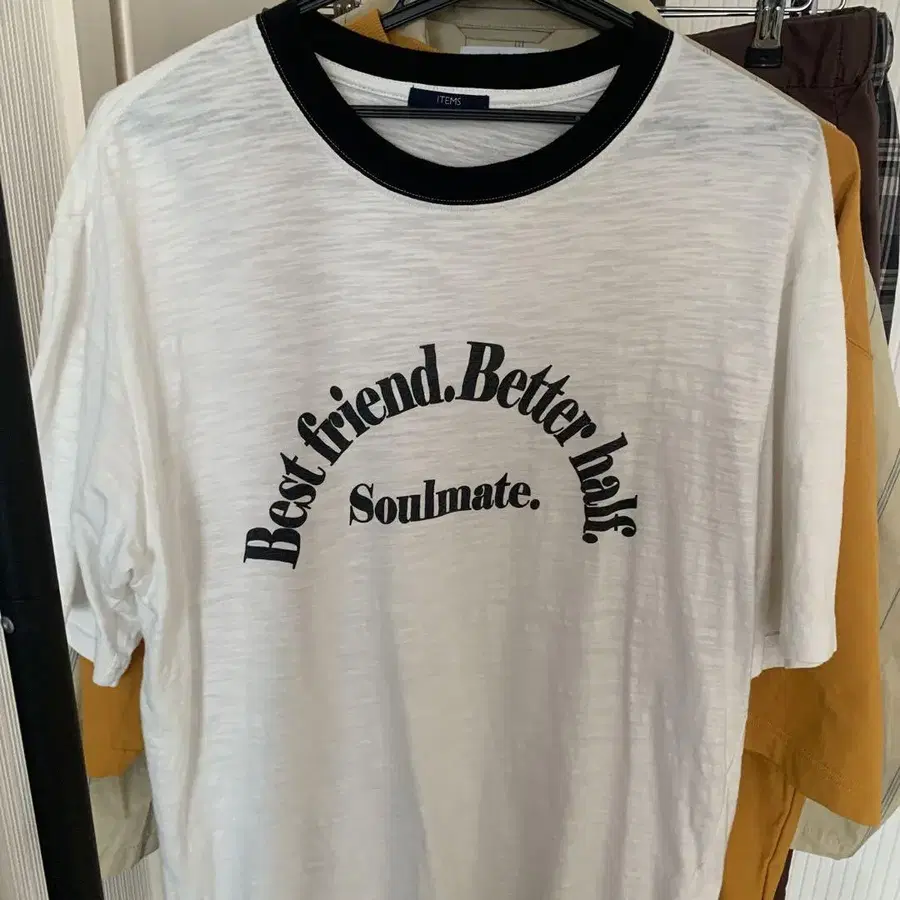 ITEMS
Best friend. Better half.
Soulmate.